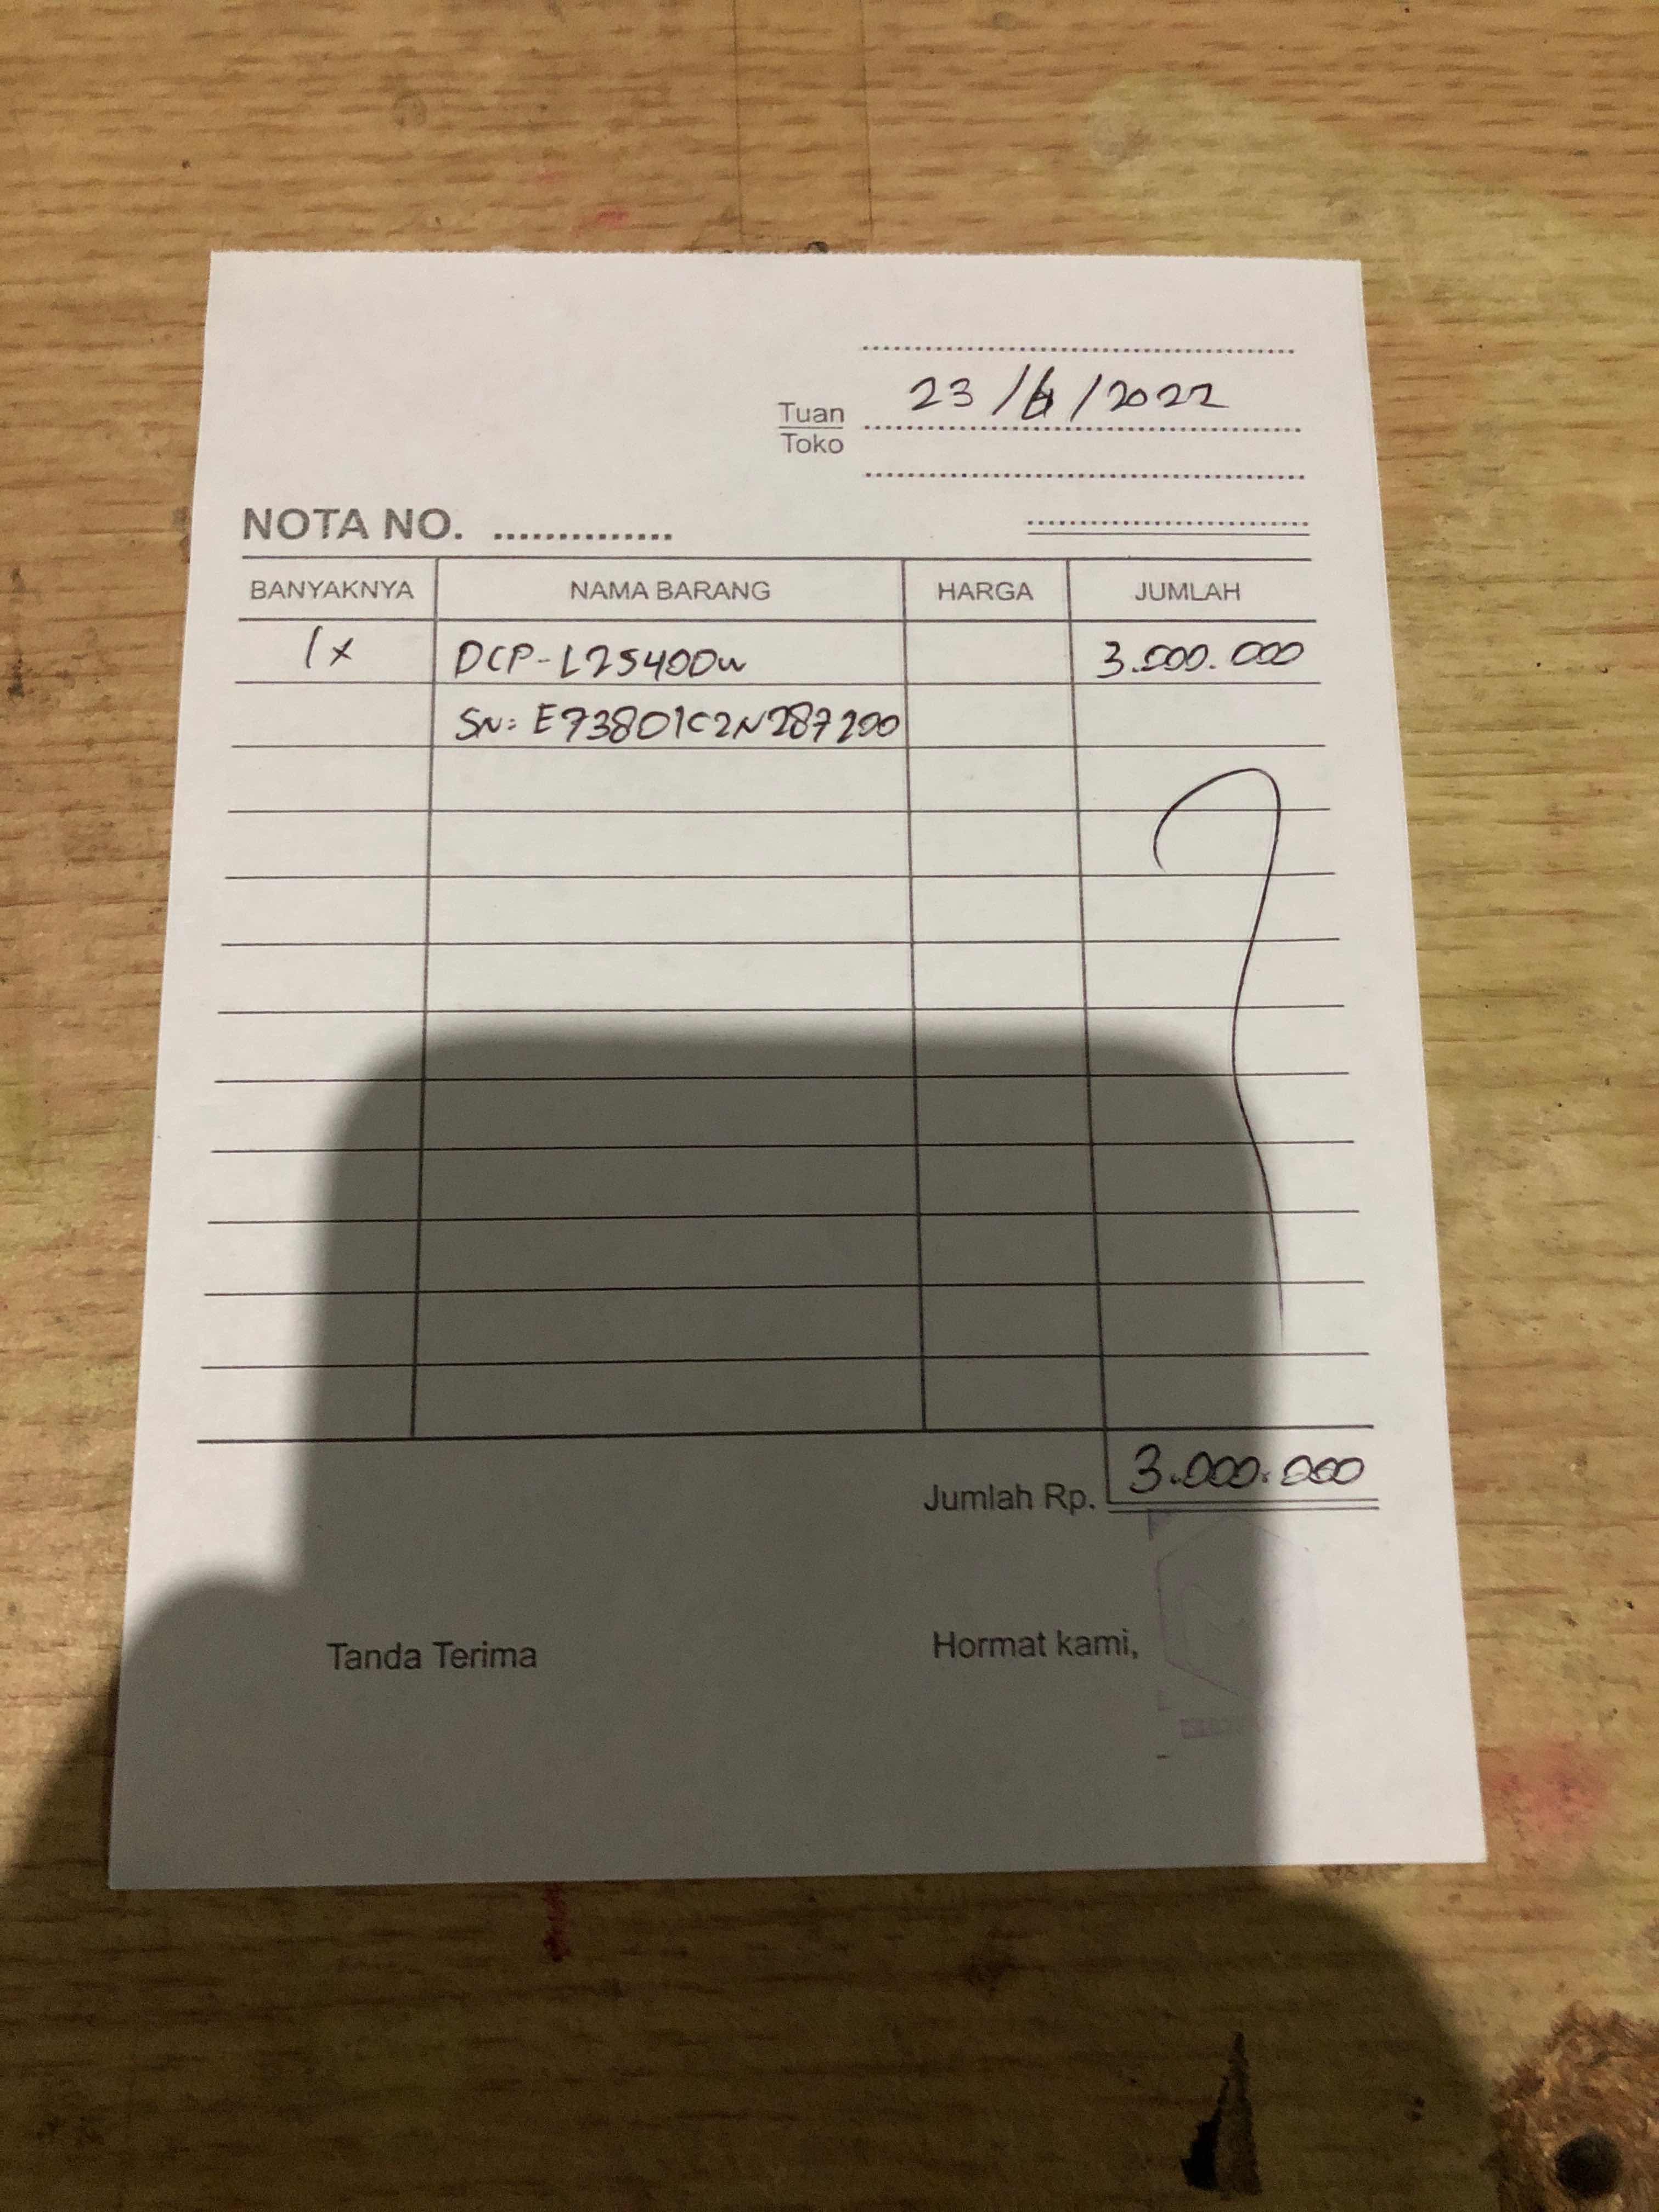 23/6/2022
Tuan
Toko
NOTA NO. ..............
BANYAKNYA NAMA BARANG HARGA JUMLAH
1x DCP-L2540DW 3.000.000
SN: E73801C2N287200
Jumlah Rp. 3.000.000
Tanda Terima Hormat kami,